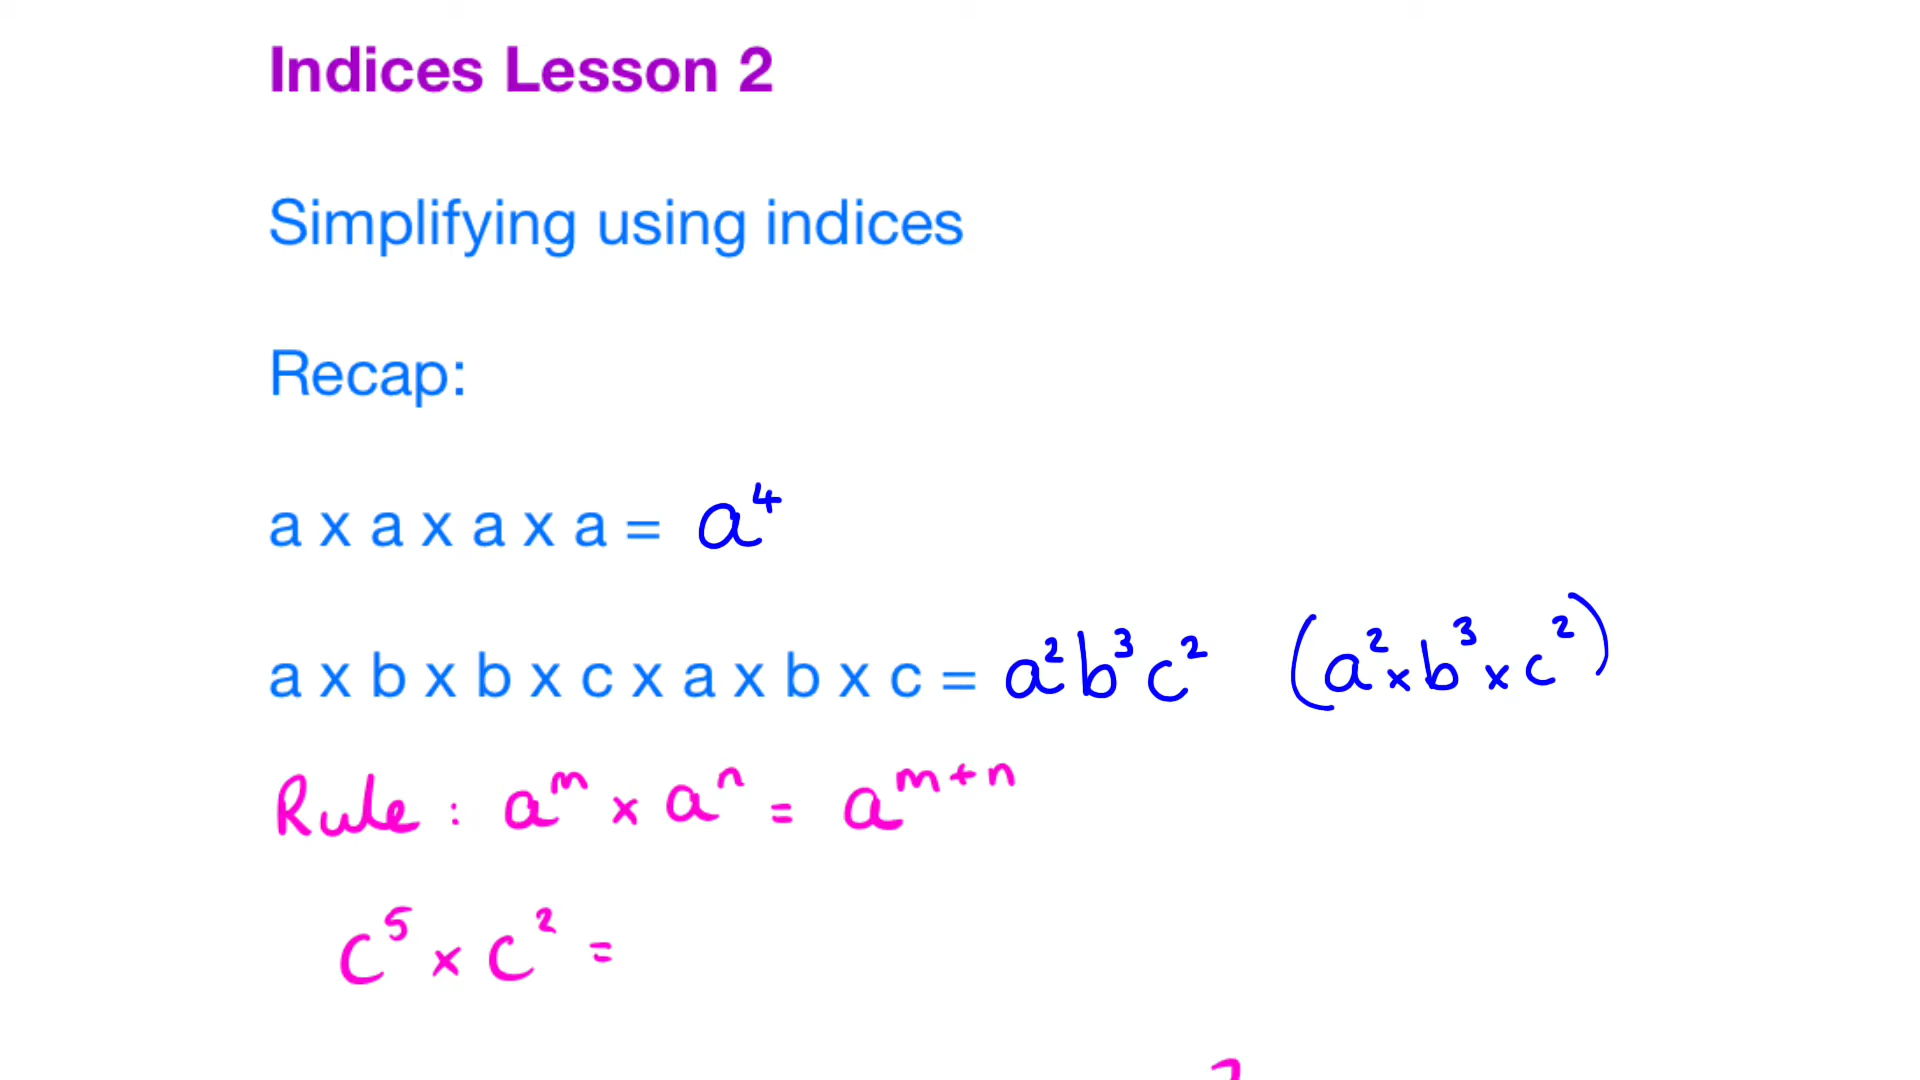 Indices Lesson 2
Simplifying using indices
Recap:
a x a x a x a = a⁴
a x b x b x c x a x b x c = a²b³c² (a²×b³×c²)
Rule : aᵐ × aⁿ = aᵐ⁺ⁿ
c⁵ × c² =